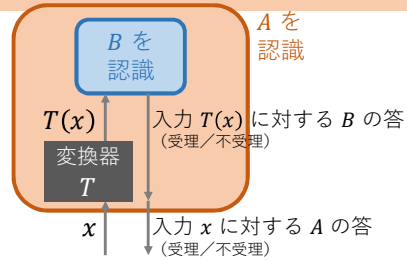 A を
認識
B を
認識
T(x)
入力 T(x) に対する B の答
（受理／不受理）
変換器
T
x
入力 x に対する A の答
（受理／不受理）